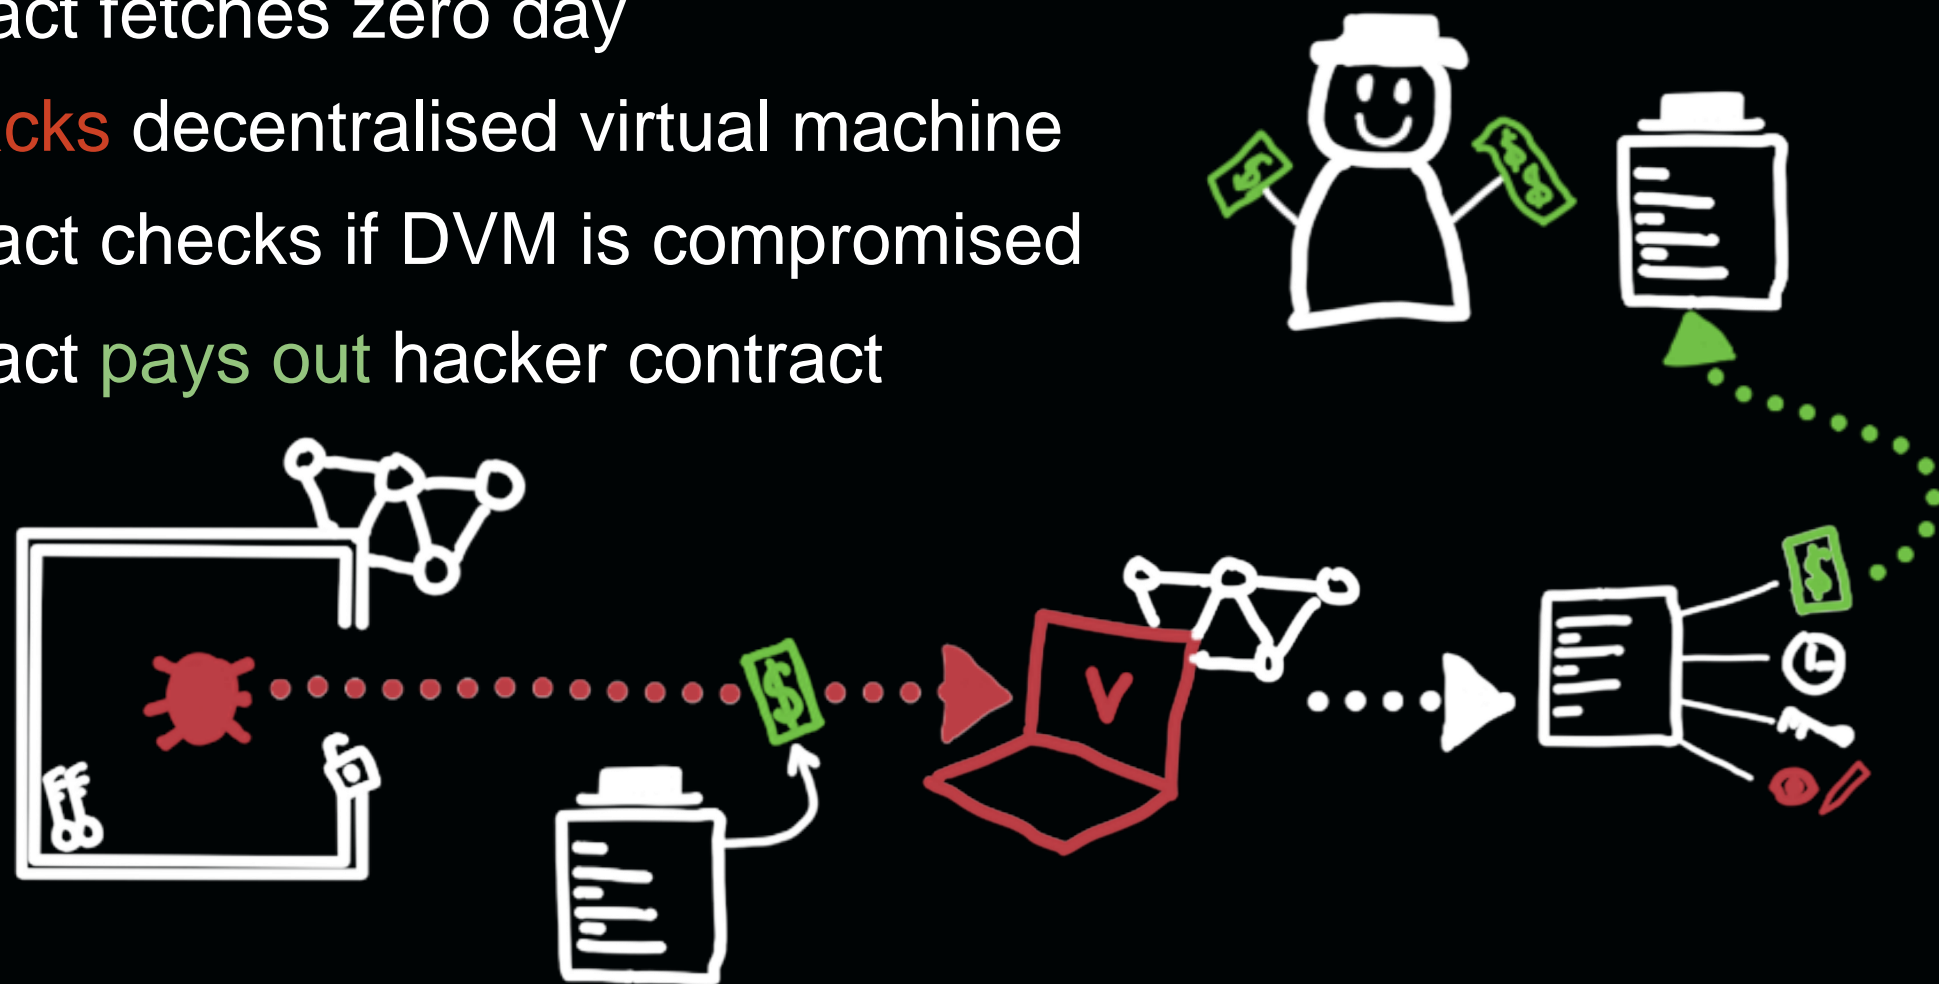 act fetches zero day
cks decentralised virtual machine
act checks if DVM is compromised
act pays out hacker contract
$
$
$
V
$